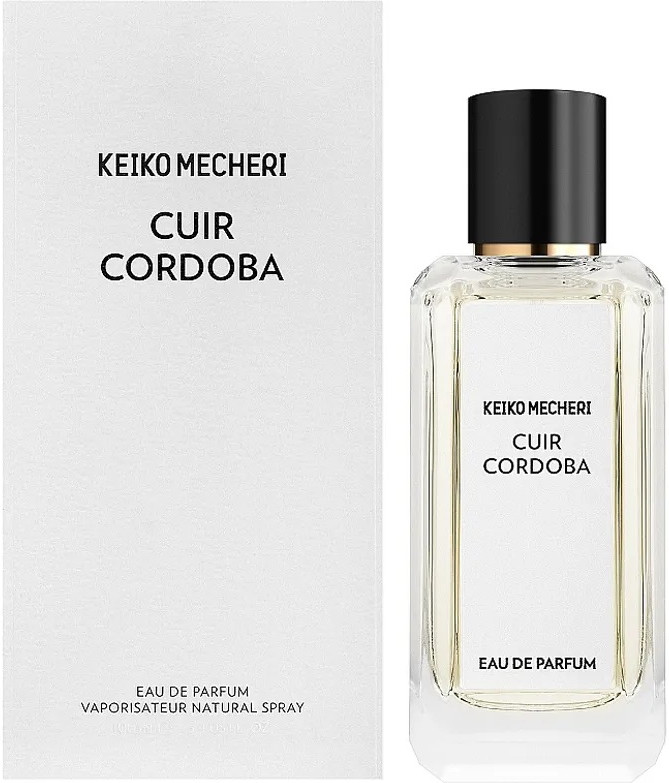 KEIKO MECHERI
CUIR
CORDOBA
EAU DE PARFUM
VAPORISATEUR NATURAL SPRAY
KEIKO MECHERI
CUIR
CORDOBA
EAU DE PARFUM